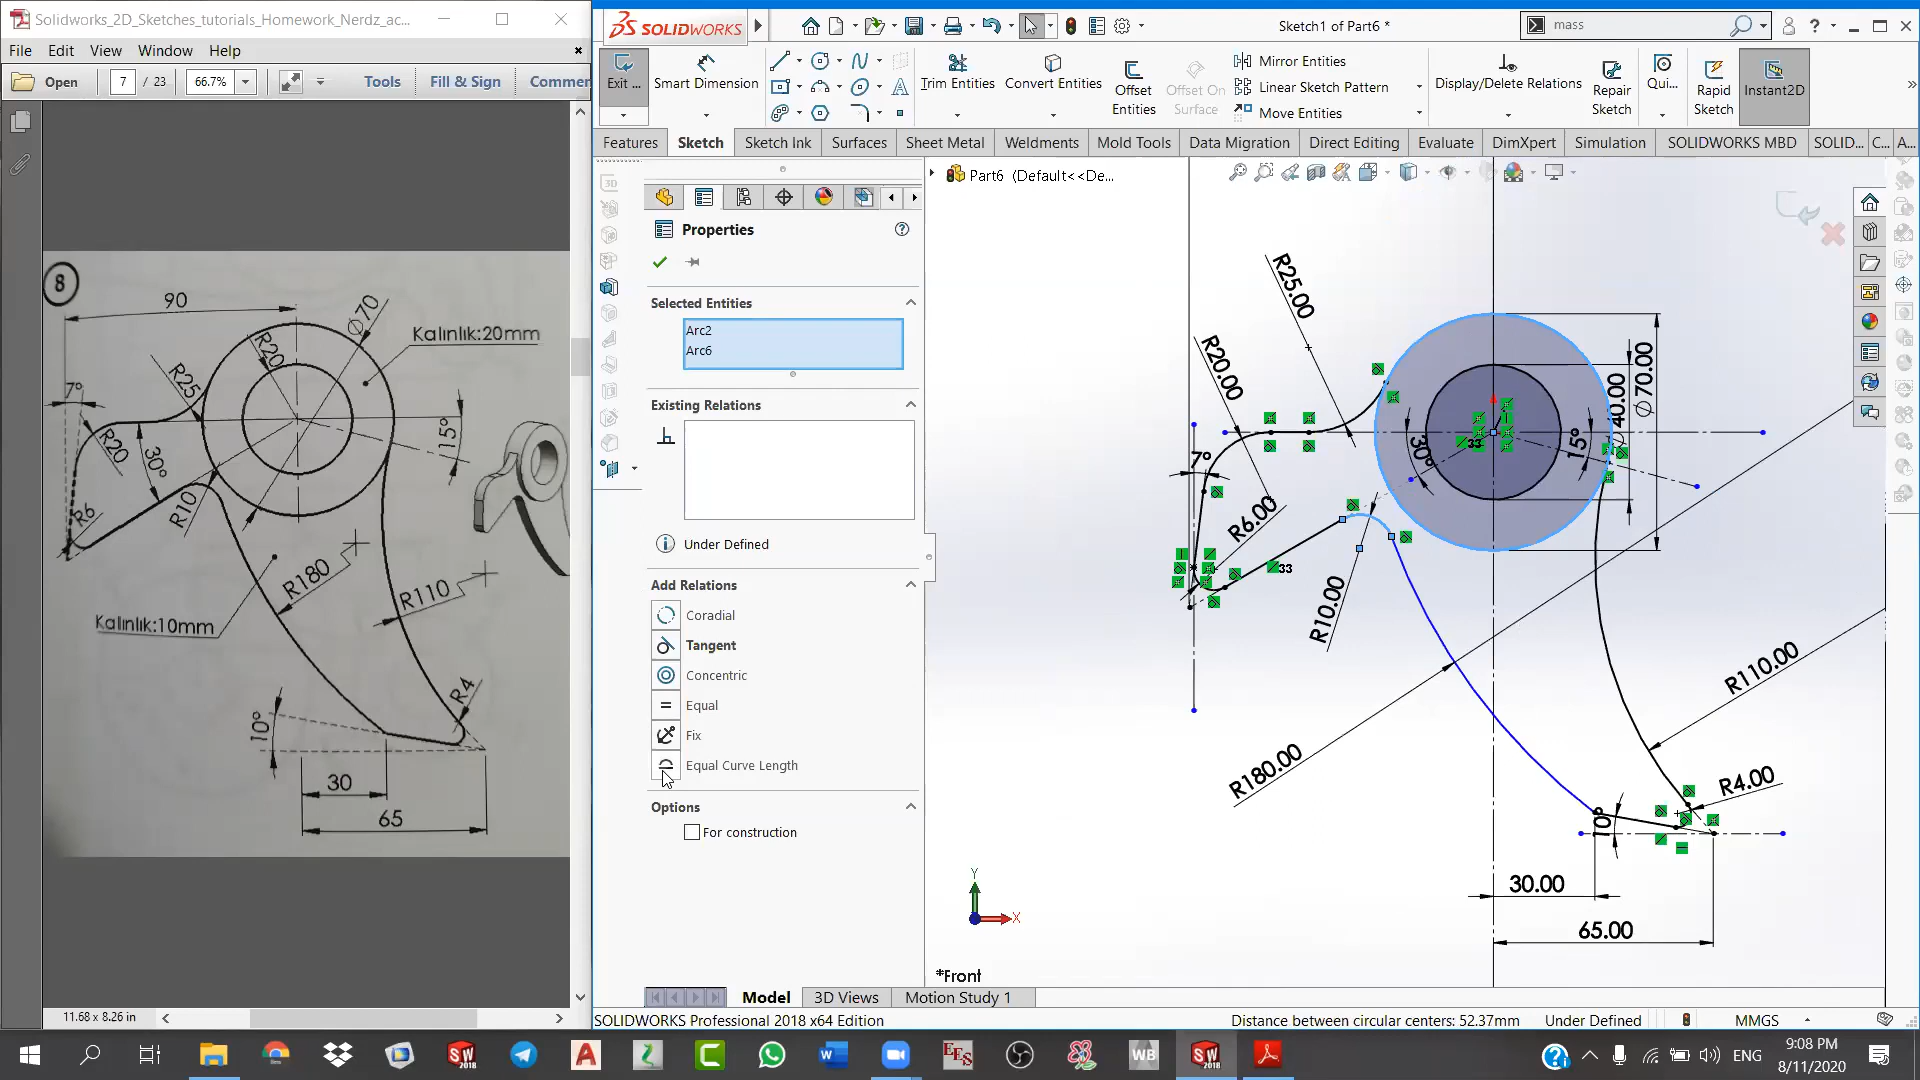 Solidworks_2D_Sketches_tutorials_Homework_Nerdz_ac...
File Edit View Window Help
Open 7 / 23 66.7% Tools Fill & Sign Commen
8
90
Ø70
Kalınlık:20mm
R20
R25
7°
R20
30°
15°
R6
R10
R180
R110
Kalınlık:10mm
R4
10°
30
65
11.68 x 8.26 in
SOLIDWORKS
Sketch1 of Part6 *
mass
Exit ...
Smart Dimension
Trim Entities
Convert Entities
Offset Entities
Offset On Surface
Mirror Entities
Linear Sketch Pattern
Move Entities
Display/Delete Relations
Repair Sketch
Qui...
Rapid Sketch
Instant2D
Features Sketch Sketch Ink Surfaces Sheet Metal Weldments Mold Tools Data Migration Direct Editing Evaluate DimXpert Simulation SOLIDWORKS MBD SOLID... C... A...
Part6 (Default<<De...
Properties
Selected Entities
Arc2
Arc6
Existing Relations
Under Defined
Add Relations
Coradial
Tangent
Concentric
Equal
Fix
Equal Curve Length
Options
For construction
R25.00
R20.00
Ø70.00
40.00
7°
30°
33
15°
R6.00
33
R10.00
R110.00
R180.00
R4.00
10°
30.00
65.00
Y
X
*Front
Model 3D Views Motion Study 1
SOLIDWORKS Professional 2018 x64 Edition
Distance between circular centers: 52.37mm Under Defined MMGS
ENG
9:08 PM
8/11/2020